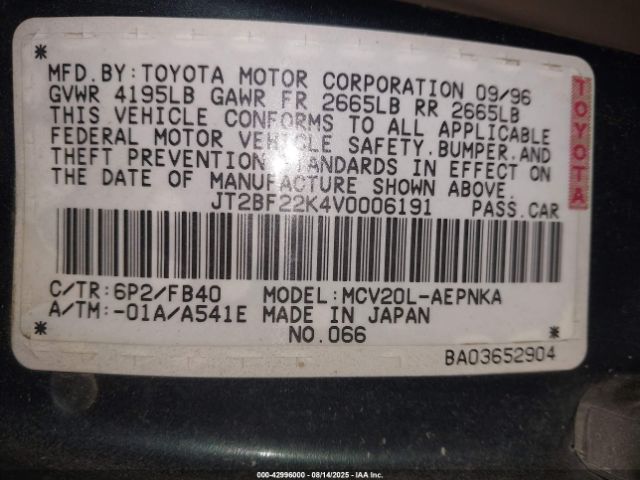 MFD.BY:TOYOTA MOTOR CORPORATION 09/96
GVWR 4195LB GAWR FR 2665LB RR 2665LB
THIS VEHICLE CONFORMS TO ALL APPLICABLE
FEDERAL MOTOR VEHICLE SAFETY,BUMPER,AND
THEFT PREVENTION STANDARDS IN EFFECT ON
THE DATE OF MANUFACTURE SHOWN ABOVE.
JT2BF22K4V0006191 PASS.CAR
TOYOTA
C/TR:6P2/FB40 MODEL:MCV20L-AEPNKA
A/TM:-01A/A541E MADE IN JAPAN
NO.066
BA03652904
000-42996000 — 08/14/2025 — IAA Inc.